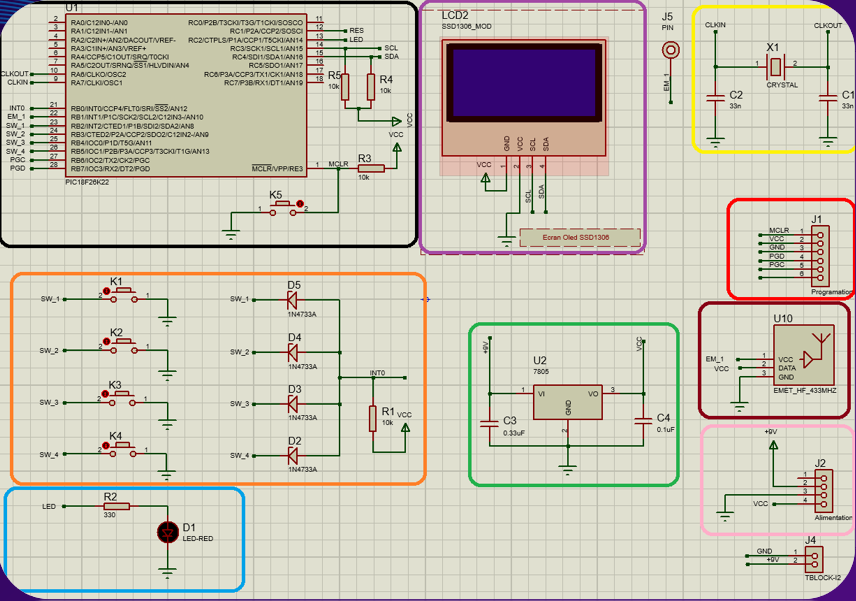 U1
2 RA0/C12IN0-/AN0 RC0/P2B/T3CKI/T3G/T1CKI/SOSCO 11
3 RA1/C12IN1-/AN1 RC1/P2A/CCP2/SOSCI 12 RES
4 RA2/C2IN+/AN2/DACOUT/VREF- RC2/CTPLS/P1A/CCP1/T5CKI/AN14 13 LED
5 RA3/C1IN+/AN3/VREF+ RC3/SCK1/SCL1/AN15 14 SCL
6 RA4/CCP5/C1OUT/SRQ/T0CKI RC4/SDI1/SDA1/AN16 15 SDA
7 RA5/C2OUT/SRNQ/SS1/HLVDIN/AN4 RC5/SDO1/AN17 16
CLKOUT 10 RA6/CLKO/OSC2 RC6/P3A/CCP3/TX1/CK1/AN18 17
CLKIN 9 RA7/CLKI/OSC1 RC7/P3B/RX1/DT1/AN19 18
R5
10k
R4
10k
VCC
INT0 21 RB0/INT0/CCP4/FLT0/SRI/SS2/AN12
EM_1 22 RB1/INT1/P1C/SCK2/SCL2/C12IN3-/AN10
SW_1 23 RB2/INT2/CTED1/P1B/SDI2/SDA2/AN8
SW_2 24 RB3/CTED2/P2A/CCP2/SDO2/C12IN2-/AN9
SW_3 25 RB4/IOC0/P1D/T5G/AN11
SW_4 26 RB5/IOC1/P2B/P3A/CCP3/T3CKI/T1G/AN13
PGC 27 RB6/IOC2/TX2/CK2/PGC
PGD 28 RB7/IOC3/RX2/DT2/PGD MCLR/VPP/RE3 1 MCLR
PIC18F26K22
VCC
R3
10k
K5
1 2
LCD2
SSD1306_MOD
GND VCC SCL SDA
1 2 3 4
VCC
SCL SDA
Ecran Oled SSD1306
J5
PIN
EM_1
CLKIN CLKOUT
X1
1 2
CRYSTAL
C2
33n
C1
33n
J1
MCLR 1
VCC 2
GND 3
PGD 4
PGC 5
6
Programation
K1
SW_1 2 1
K2
SW_2 2 1
K3
SW_3 2 1
K4
SW_4 2 1
D5
SW_1
1N4733A
D4
SW_2
1N4733A
D3
SW_3
1N4733A
D2
SW_4
1N4733A
INT0
R1
10k
VCC
U2
7805
+9V VCC
1 VI VO 3
GND
2
C3
0.33uF
C4
0.1uF
U10
EM_1 1 VCC
VCC 2 DATA
3 GND
EMET_HF_433MHZ
+9V
J2
1
2
3
VCC 4
Alimentation
J4
GND 1
+9V 2
TBLOCK-I2
LED
R2
330
D1
LED-RED